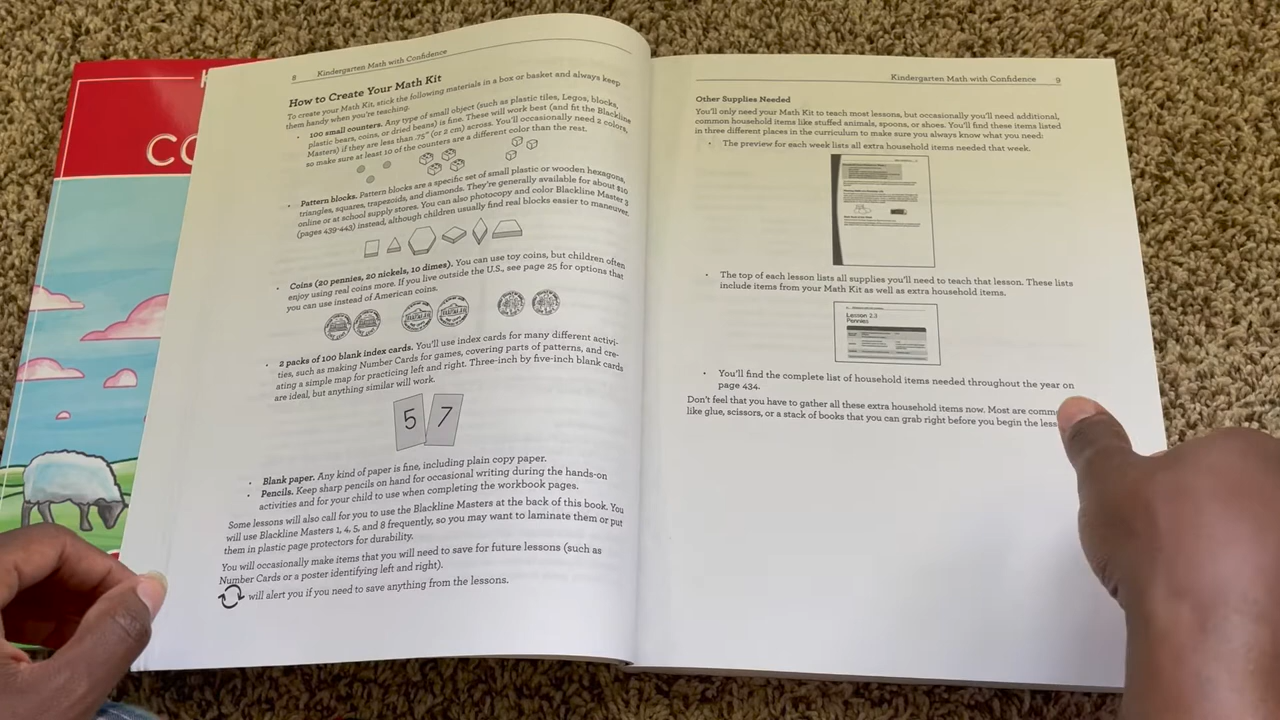 CO
8 Kindergarten Math with Confidence
How to Create Your Math Kit
To create your Math Kit, stick the following materials in a box or basket and always keep
them handy when you're teaching.
• 100 small counters. Any type of small object (such as plastic tiles, Legos, blocks,
plastic bears, coins, or dried beans) is fine. These will work best (and fit the Blackline
Masters) if they are less than .75" (or 2 cm) across. You'll occasionally need 2 colors,
so make sure at least 10 of the counters are a different color than the rest.
• Pattern blocks. Pattern blocks are a specific set of small plastic or wooden hexagons,
triangles, squares, trapezoids, and diamonds. They're generally available for about $10
online or at school supply stores. You can also photocopy and color Blackline Master 3
(pages 439-443) instead, although children usually find real blocks easier to maneuver.
• Coins (20 pennies, 20 nickels, 10 dimes). You can use toy coins, but children often
enjoy using real coins more. If you live outside the U.S., see page 25 for options that
you can use instead of American coins.
• 2 packs of 100 blank index cards. You'll use index cards for many different activi-
ties, such as making Number Cards for games, covering parts of patterns, and cre-
ating a simple map for practicing left and right. Three-inch by five-inch blank cards
are ideal, but anything similar will work.
5 7
• Blank paper. Any kind of paper is fine, including plain copy paper.
• Pencils. Keep sharp pencils on hand for occasional writing during the hands-on
activities and for your child to use when completing the workbook pages.
Some lessons will also call for you to use the Blackline Masters at the back of this book. You
will use Blackline Masters 1, 4, 5, and 8 frequently, so you may want to laminate them or put
them in plastic page protectors for durability.
You will occasionally make items that you will need to save for future lessons (such as
Number Cards or a poster identifying left and right).
will alert you if you need to save anything from the lessons.
Kindergarten Math with Confidence 9
Other Supplies Needed
You'll only need your Math Kit to teach most lessons, but occasionally you'll need additional,
common household items like stuffed animals, spoons, or shoes. You'll find these items listed
in three different places in the curriculum to make sure you always know what you need:
• The preview for each week lists all extra household items needed that week.
• The top of each lesson lists all supplies you'll need to teach that lesson. These lists
include items from your Math Kit as well as extra household items.
Lesson 2.3
Pennies
• You'll find the complete list of household items needed throughout the year on
page 434.
Don't feel that you have to gather all these extra household items now. Most are comm
like glue, scissors, or a stack of books that you can grab right before you begin the less